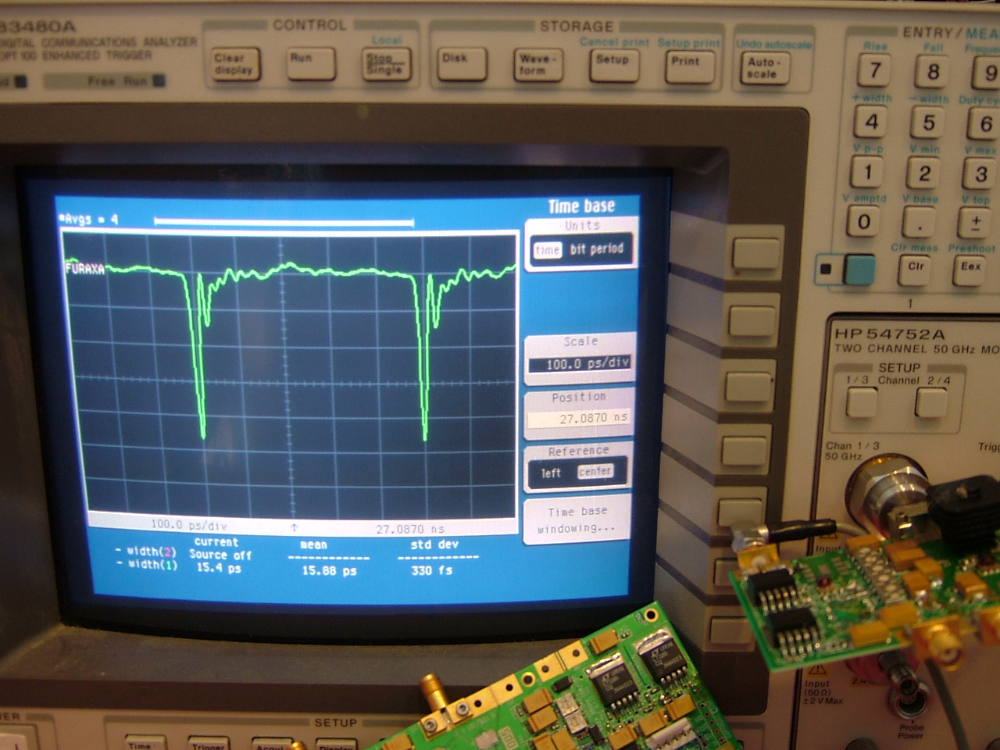 83480A
DIGITAL COMMUNICATIONS ANALYZER
OPT 100 ENHANCED TRIGGER
Free Run
CONTROL
Local
Clear display
Run
Stop Single
STORAGE
Cancel print
Setup print
Disk
Wave-form
Setup
Print
Undo autoscale
Auto-scale
ENTRY/MEA
Rise
Fall
Freque
7
8
9
+ width
- width
Duty cy
4
5
6
V p-p
V min
V max
1
2
3
V amptd
V base
V top
0
.
±
Clr meas
Preshoot
Clr
Eex
1
*Avgs = 4
FURAXA
100.0 ps/div
27.0870 ns
current
mean
std dev
- width(2) Source off
- width(1) 15.4 ps 15.88 ps 330 fs
Time base
Units
time bit period
Scale
100.0 ps/div
Position
27.0870 ns
Reference
left center
Time base
windowing...
HP 54752A
TWO CHANNEL 50 GHz MO
SETUP
1/3 Channel 2/4
Chan 1/3
50 GHz
Trigg
Input
(50Ω)
±2 V Max
Probe
Power
SETUP
Time
Trigger
Acqui
Display